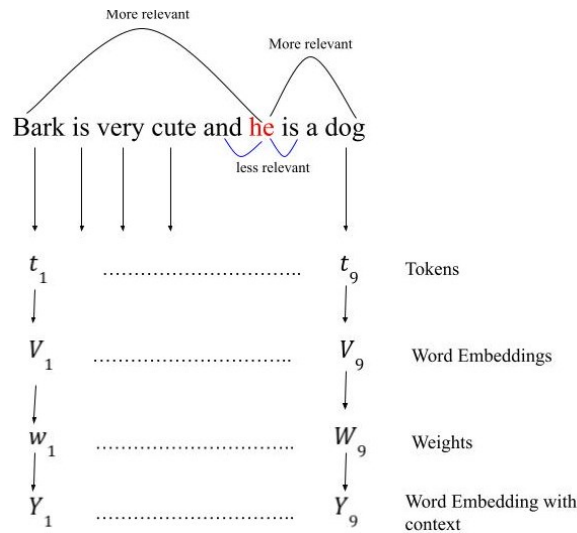 More relevant
More relevant
Bark is very cute and he is a dog
less relevant
t1 ........................................ t9 Tokens
V1 ........................................ V9 Word Embeddings
w1 ........................................ W9 Weights
Y1 ........................................ Y9 Word Embedding with
context